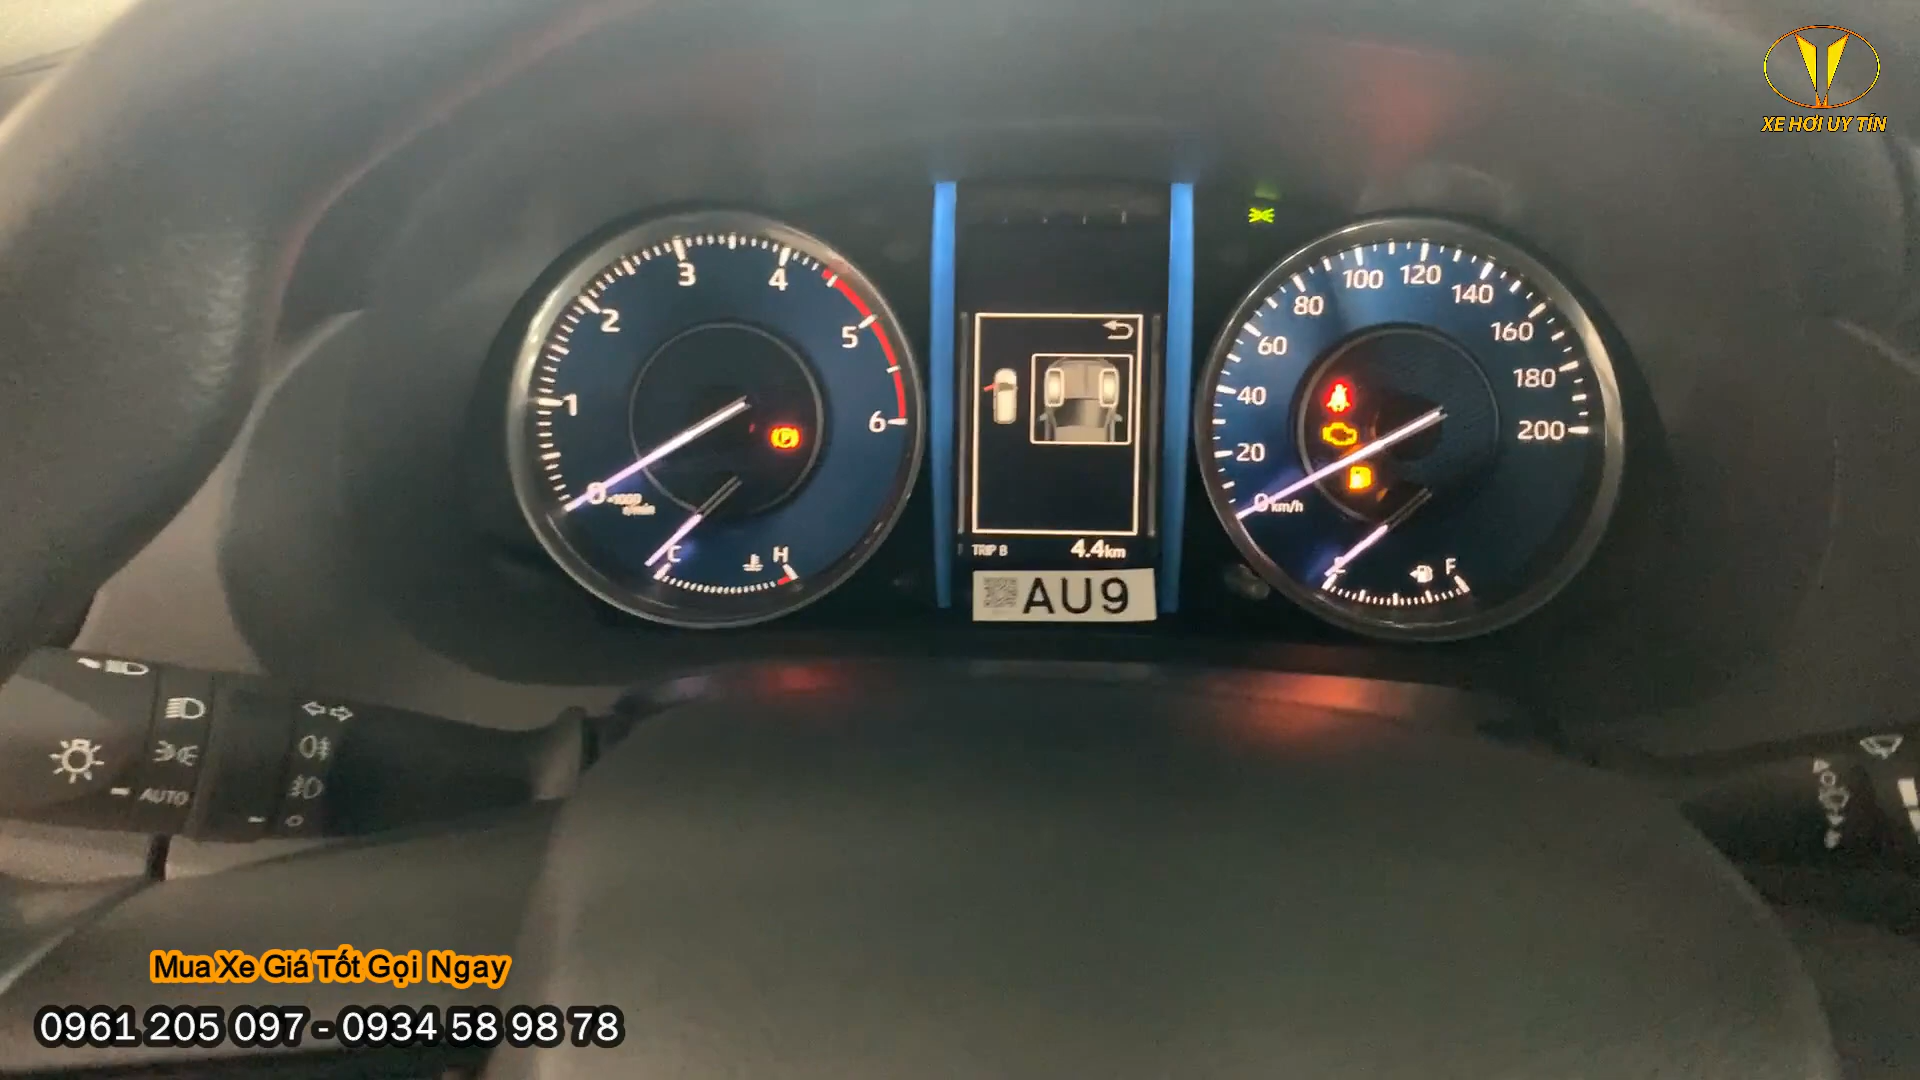 XE HƠI UY TÍN
1
2
3
4
5
6
0
×1000
r/min
C
H
TRIP B
4.4km
AU9
0
km/h
20
40
60
80
100
120
140
160
180
200
E
F
AUTO
Mua Xe Giá Tốt Gọi Ngay
0961 205 097 - 0934 58 98 78